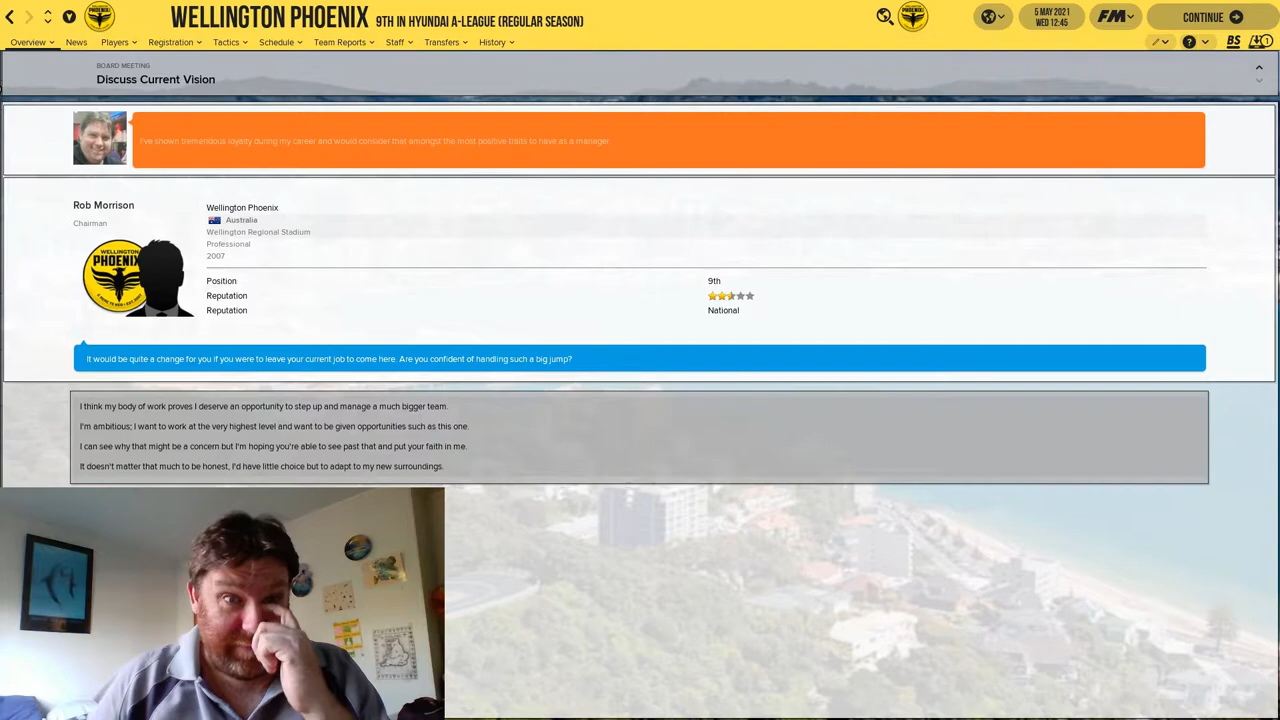 WELLINGTON PHOENIX 9TH IN HYUNDAI A-LEAGUE (REGULAR SEASON)
5 MAY 2021
WED 12:45
FM
CONTINUE
Overview News Players Registration Tactics Schedule Team Reports Staff Transfers History
BS
1
BOARD MEETING
Discuss Current Vision
I've shown tremendous loyalty during my career and would consider that amongst the most positive traits to have as a manager.
Rob Morrison
Chairman
WELLINGTON
PHOENIX
Wellington Phoenix
Australia
Wellington Regional Stadium
Professional
2007
Position 9th
Reputation
Reputation National
It would be quite a change for you if you were to leave your current job to come here. Are you confident of handling such a big jump?
I think my body of work proves I deserve an opportunity to step up and manage a much bigger team.
I'm ambitious; I want to work at the very highest level and want to be given opportunities such as this one.
I can see why that might be a concern but I'm hoping you're able to see past that and put your faith in me.
It doesn't matter that much to be honest, I'd have little choice but to adapt to my new surroundings.